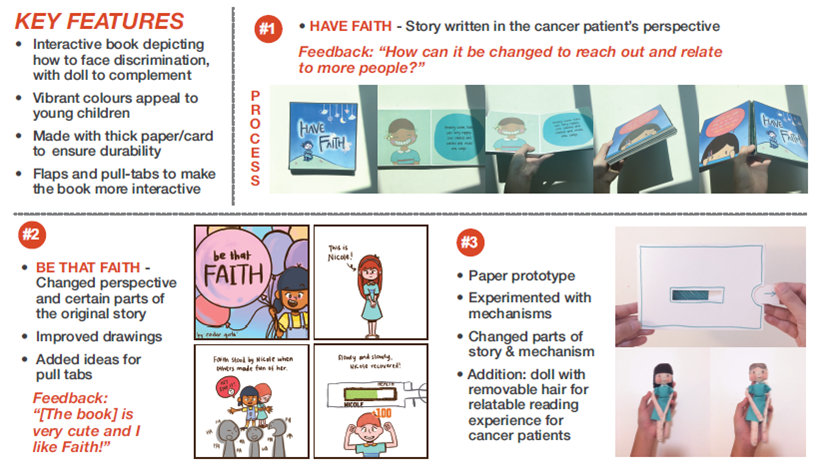 KEY FEATURES
• Interactive book depicting
how to face discrimination,
with doll to complement
• Vibrant colours appeal to
young children
• Made with thick paper/card
to ensure durability
• Flaps and pull-tabs to make
the book more interactive
#1
• HAVE FAITH - Story written in the cancer patient's perspective
Feedback: "How can it be changed to reach out and relate
to more people?"
PROCESS
HAVE
FAITH
HAVE
FAITH
#2
• BE THAT FAITH -
Changed perspective
and certain parts of
the original story
• Improved drawings
• Added ideas for
pull tabs
Feedback:
"[The book] is
very cute and I
like Faith!"
be that
FAITH
This is
Nicole!
Faith stood by Nicole when
others made fun of her.
HA
HA
HA
Slowly and slowly,
Nicole recovered!
HEALTH
NICOLE
+100
#3
• Paper prototype
• Experimented with
mechanisms
• Changed parts of
story & mechanism
• Addition: doll with
removable hair for
relatable reading
experience for
cancer patients